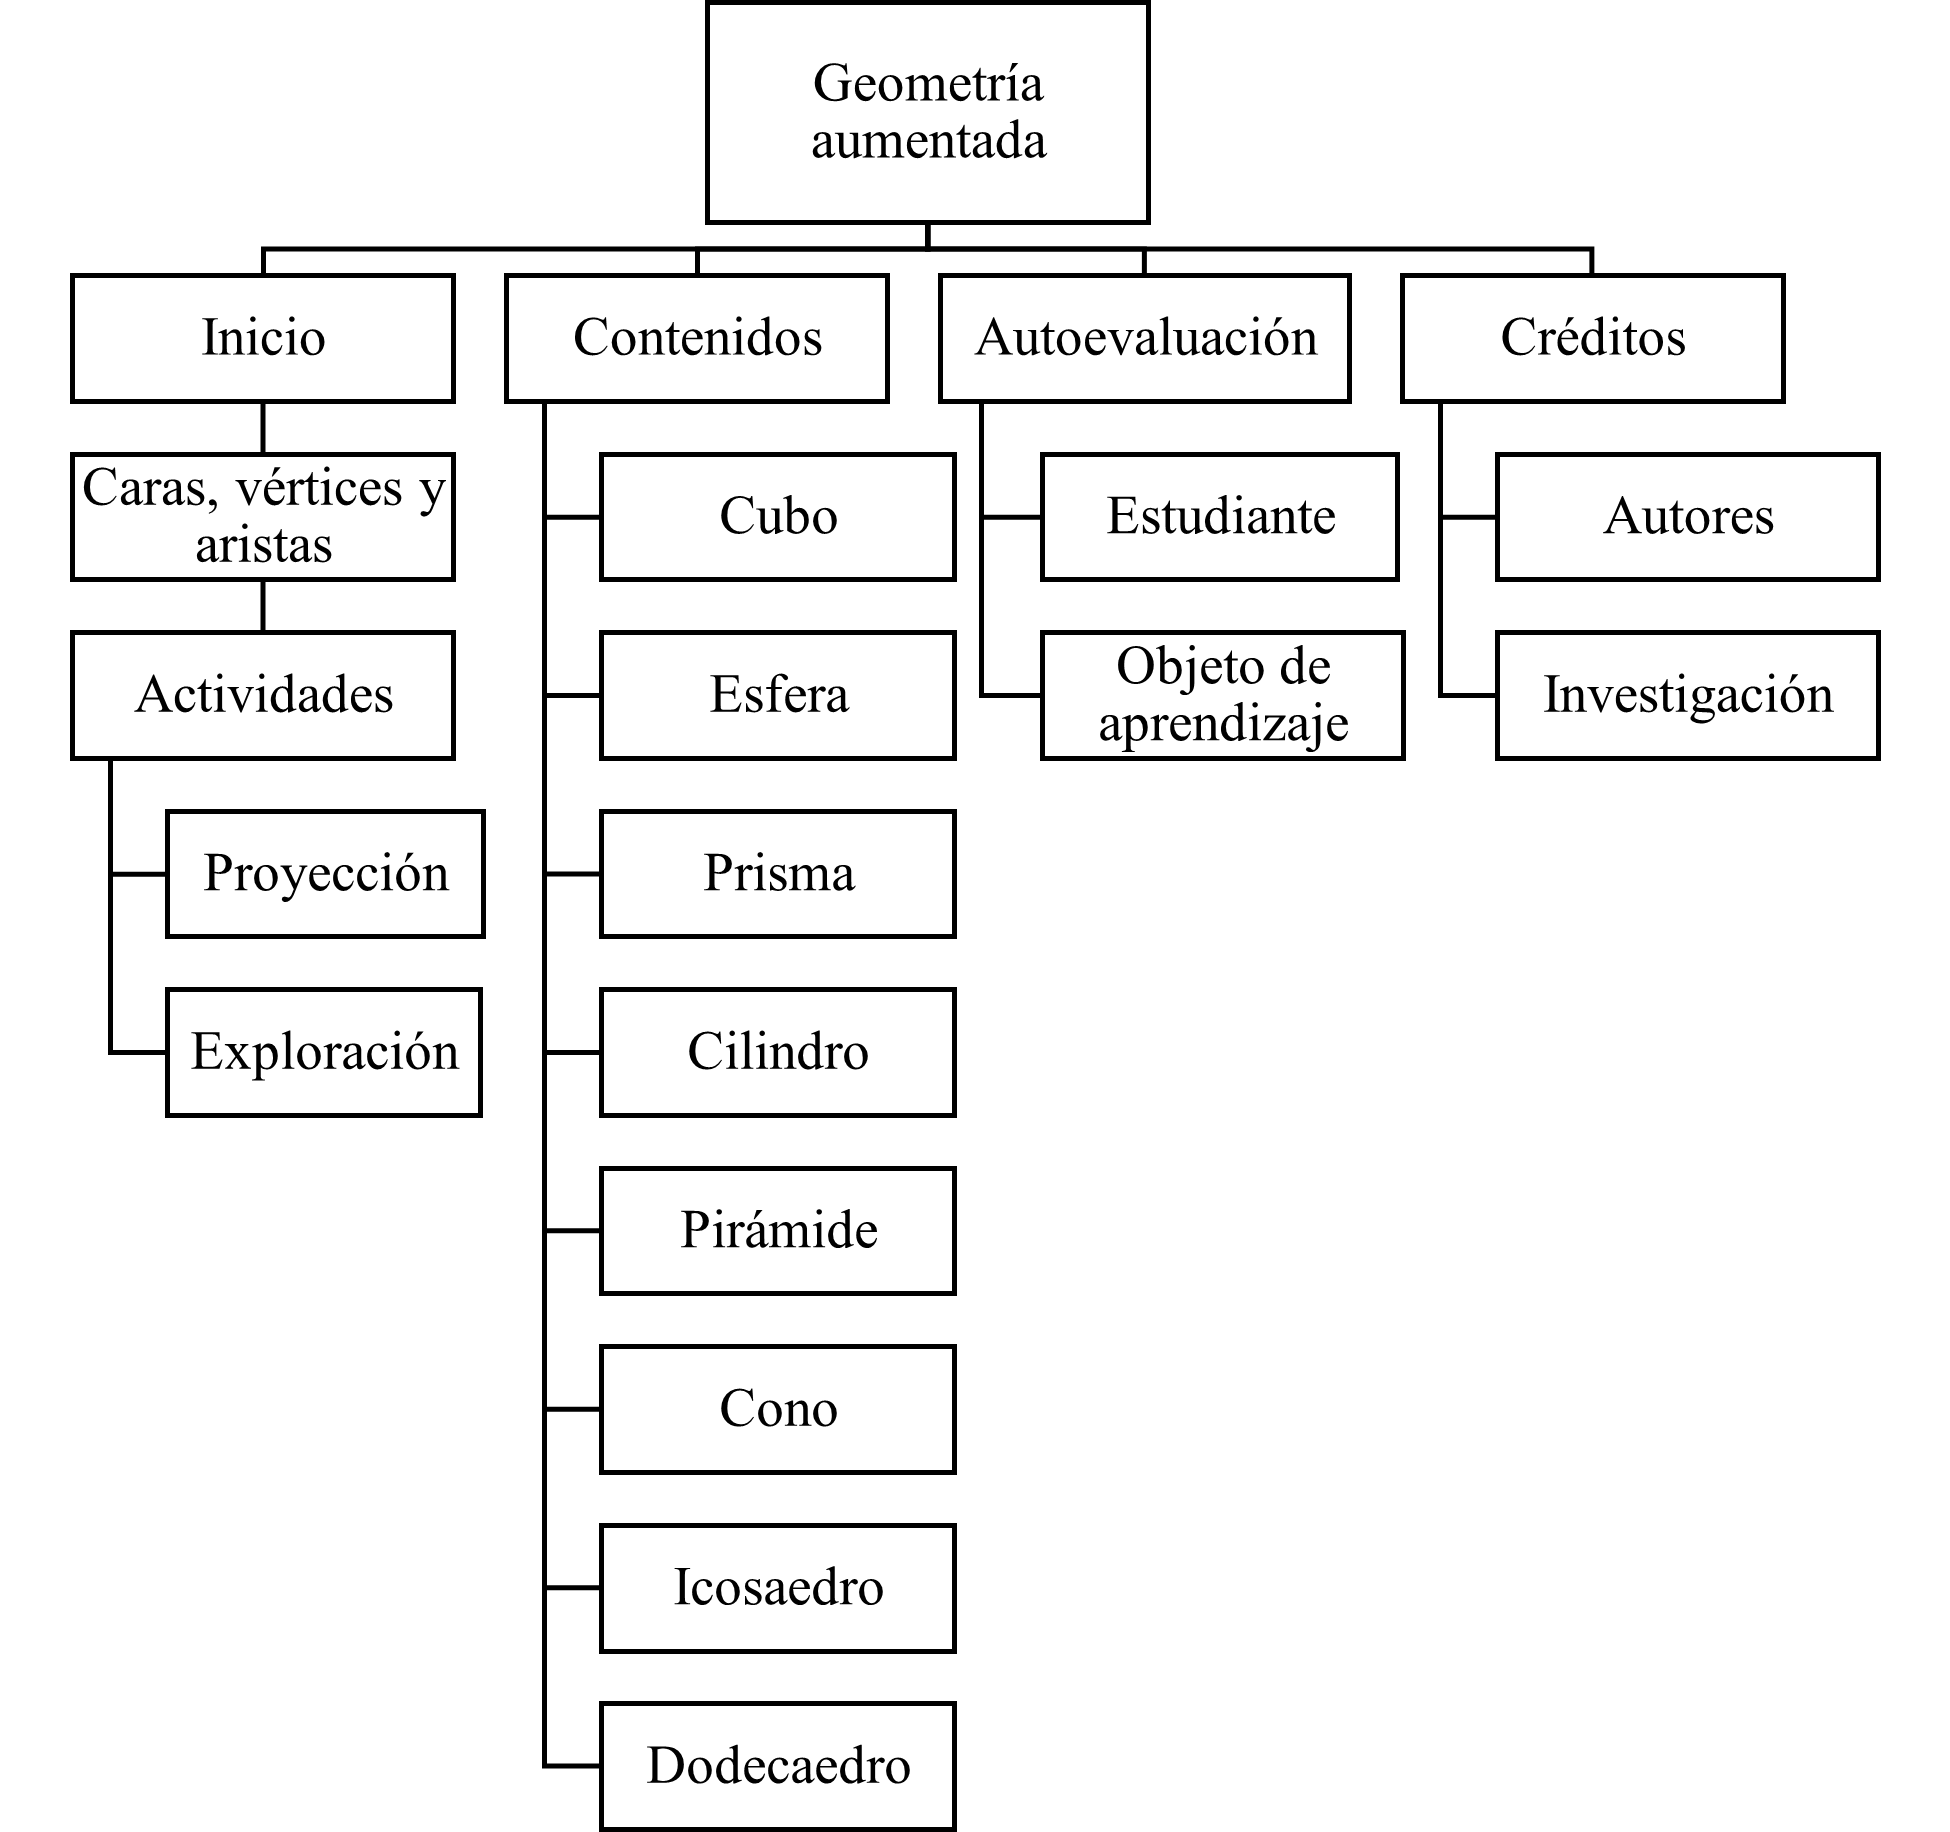 Geometría
aumentada
Inicio
Contenidos
Autoevaluación
Créditos
Caras, vértices y
aristas
Actividades
Proyección
Exploración
Cubo
Esfera
Prisma
Cilindro
Pirámide
Cono
Icosaedro
Dodecaedro
Estudiante
Objeto de
aprendizaje
Autores
Investigación